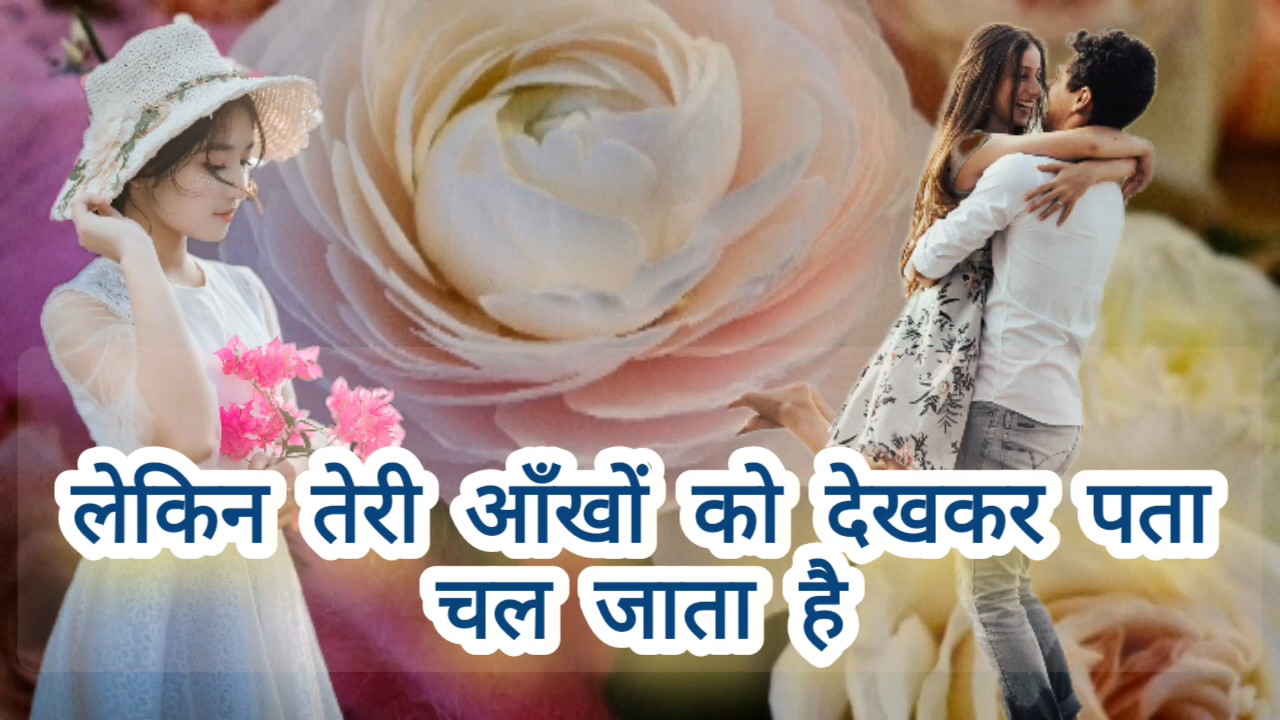 लेकिन तेरी आँखों को देखकर पता
चल जाता है